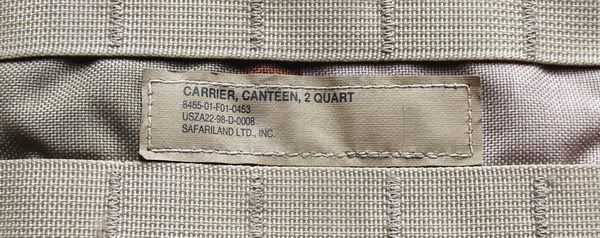 CARRIER, CANTEEN, 2 QUART
8465-01-F01-0453
USZA22-98-D-0008
SAFARILAND LTD., INC.